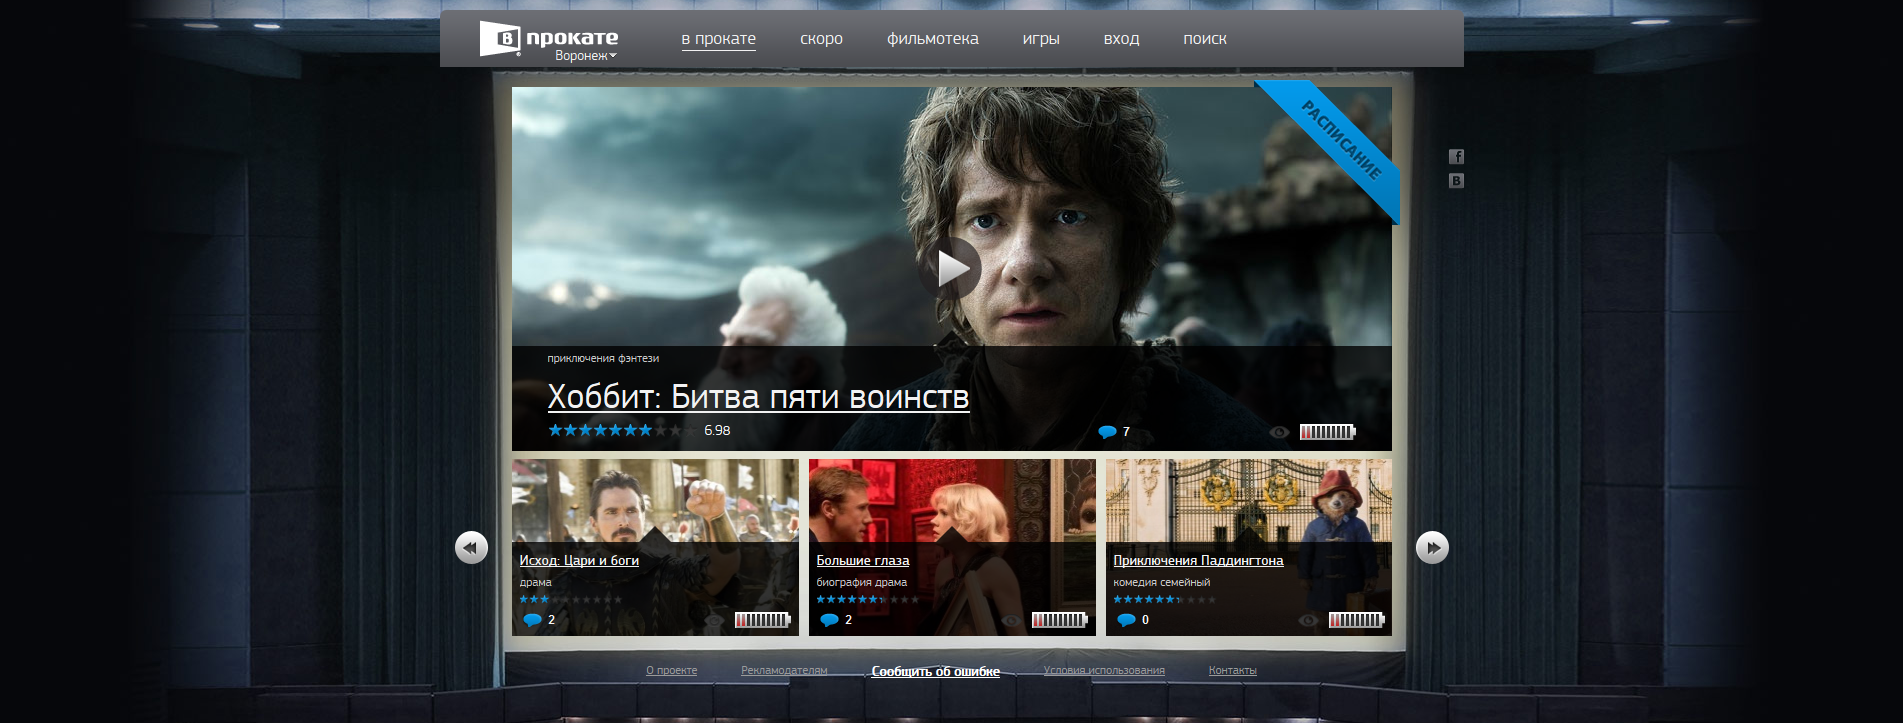 В прокате
Воронеж
в прокате скоро фильмотека игры вход поиск
РАСПИСАНИЕ
f
B
приключения фэнтези
Хоббит: Битва пяти воинств
6.98
7
Исход: Цари и боги
драма
2
Большие глаза
биография драма
2
Приключения Паддингтона
комедия семейный
0
О проекте Рекламодателям Сообщить об ошибке Условия использования Контакты